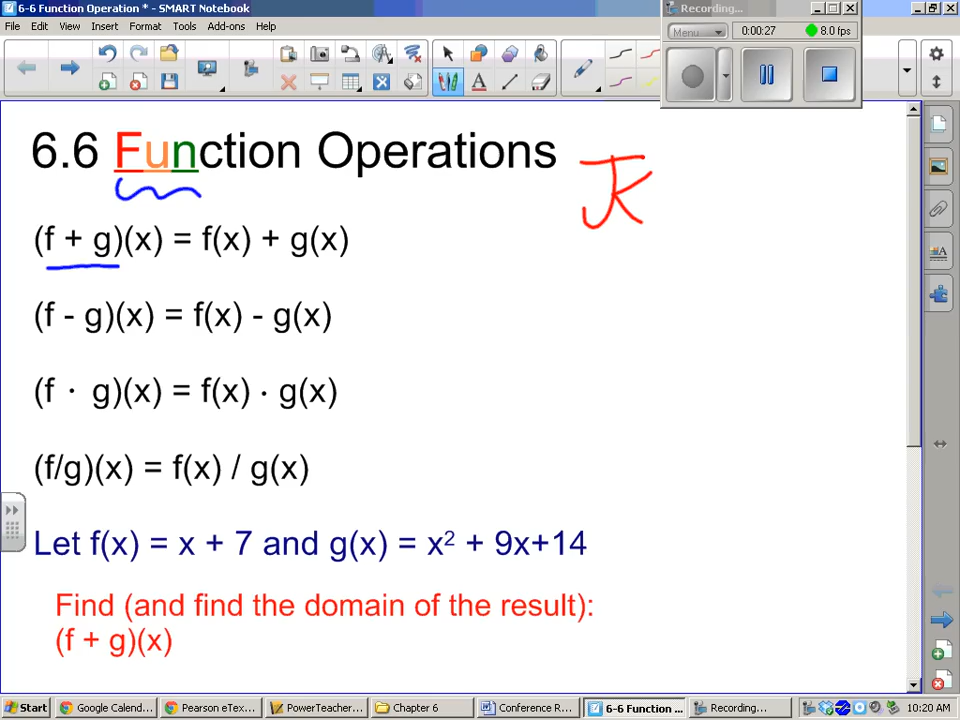 6-6 Function Operation * - SMART Notebook
Recording...
File Edit View Insert Format Tools Add-ons Help
Menu
0:00:27
8.0 fps
6.6 Function Operations
JK
(f + g)(x) = f(x) + g(x)
(f - g)(x) = f(x) - g(x)
(f · g)(x) = f(x) · g(x)
(f/g)(x) = f(x) / g(x)
Let f(x) = x + 7 and g(x) = x² + 9x+14
Find (and find the domain of the result):
(f + g)(x)
Start Google Calend... Pearson eTex... PowerTeacher... Chapter 6 Conference R... 6-6 Function ... Recording... 10:20 AM